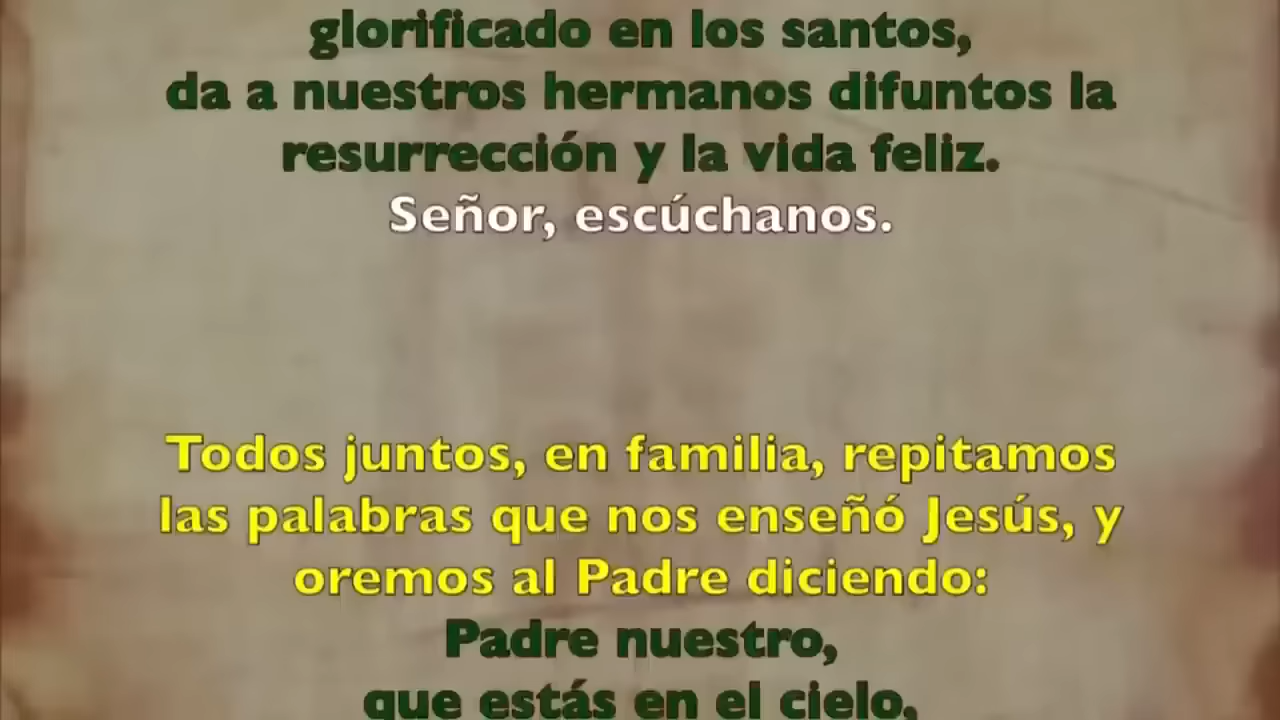 glorificado en los santos,
da a nuestros hermanos difuntos la
resurrección y la vida feliz.
Señor, escúchanos.
Todos juntos, en familia, repitamos
las palabras que nos enseñó Jesús, y
oremos al Padre diciendo:
Padre nuestro,
que estás en el cielo,